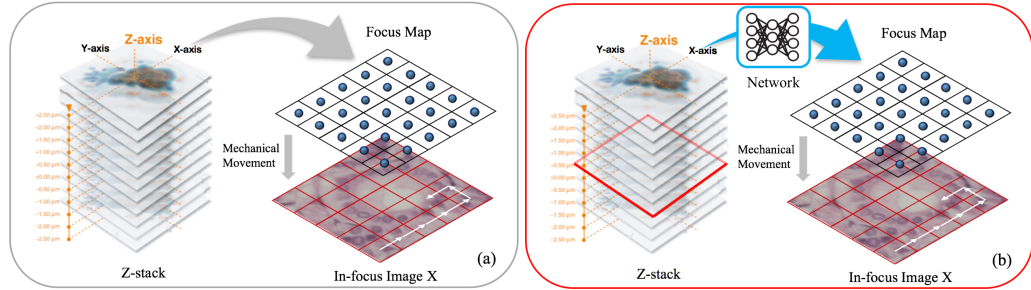 Focus Map
Z-axis
Y-axis
X-axis
+2.50 μm
+2.00 μm
+1.50 μm
+1.00 μm
+0.50 μm
-0.00 μm
-0.50 μm
-1.00 μm
-1.50 μm
-2.00 μm
-2.50 μm
Mechanical
Movement
Z-stack
In-focus Image X
(a)
Focus Map
Z-axis
Y-axis
X-axis
Network
+2.50 μm
+2.00 μm
+1.50 μm
+1.00 μm
+0.50 μm
-0.00 μm
-0.50 μm
-1.00 μm
-1.50 μm
-2.00 μm
-2.50 μm
Mechanical
Movement
Z-stack
In-focus Image X
(b)